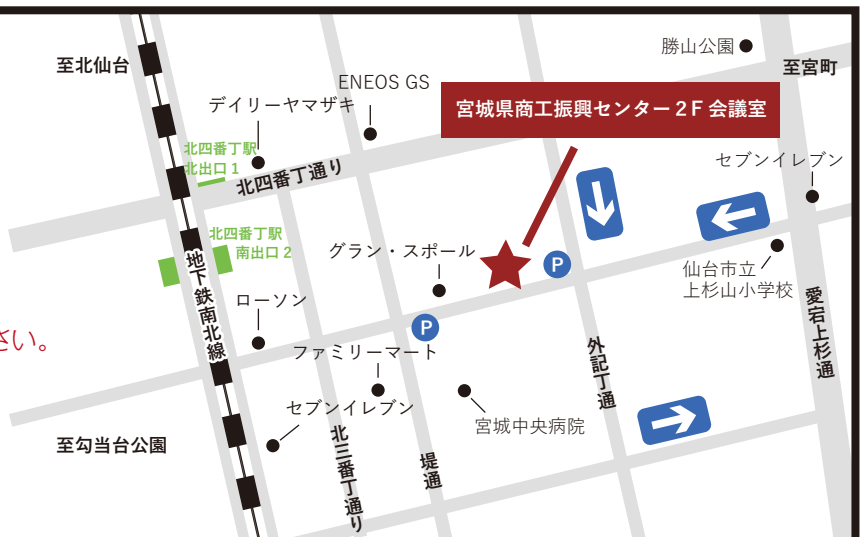 勝山公園
至北仙台
至宮町
ENEOS GS
デイリーヤマザキ
宮城県商工振興センター2F 会議室
北四番丁駅
北出口1
セブンイレブン
北四番丁通り
北四番丁駅
南出口2
グラン・スポール
P
仙台市立
上杉山小学校
地下鉄南北線
ローソン
愛宕上杉通
P
さい。
ファミリーマート
外記丁通
セブンイレブン
宮城中央病院
至勾当台公園
北三番丁通り
堤通